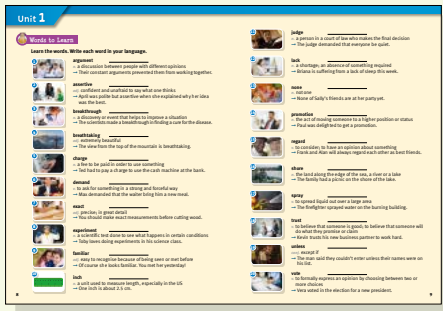 Unit 1
Words to Learn
Learn the words. Write each word in your language.
argument
n. a discussion between people with different opinions
→ Their constant arguments prevented them from working together.
assertive
adj. confident and unafraid to say what one thinks
→ April was polite but assertive when she explained why her idea
was the best.
breakthrough
n. a discovery or event that helps to improve a situation
→ The scientists made a breakthrough in finding a cure for the disease.
breathtaking
adj. extremely beautiful
→ The view from the top of the mountain is breathtaking.
charge
n. a fee to be paid in order to use something
→ Ted had to pay a charge to use the cash machine at the bank.
demand
v. to ask for something in a strong and forceful way
→ Max demanded that the waiter bring him a new meal.
exact
adj. precise; in great detail
→ You should make exact measurements before cutting wood.
experiment
n. a scientific test done to see what happens in certain conditions
→ Toby loves doing experiments in his science class.
familiar
adj. easy to recognise because of being seen or met before
→ Of course she looks familiar. You met her yesterday!
inch
n. a unit used to measure length, especially in the US
→ One inch is about 2.5 cm.
8
judge
n. a person in a court of law who makes the final decision
→ The judge demanded that everyone be quiet.
lack
n. a shortage; an absence of something required
→ Briana is suffering from a lack of sleep this week.
none
n. not one
→ None of Sally's friends are at her party yet.
promotion
n. the act of moving someone to a higher position or status
→ Paul was delighted to get a promotion.
regard
v. to consider; to have an opinion about something
→ Frank and Alan will always regard each other as best friends.
shore
n. the land along the edge of the sea, a river or a lake
→ The family had a picnic on the shore of the lake.
spray
v. to spread liquid out over a large area
→ The firefighter sprayed water on the burning building.
trust
v. to believe that someone is good; to believe that someone will
do what they promise or claim
→ Kevin trusts his new business partner to work hard.
unless
conj. except if
→ The man said they couldn't enter unless their names were on
his list.
vote
v. to formally express an opinion by choosing between two or
more choices
→ Vera voted in the election for a new president.
9